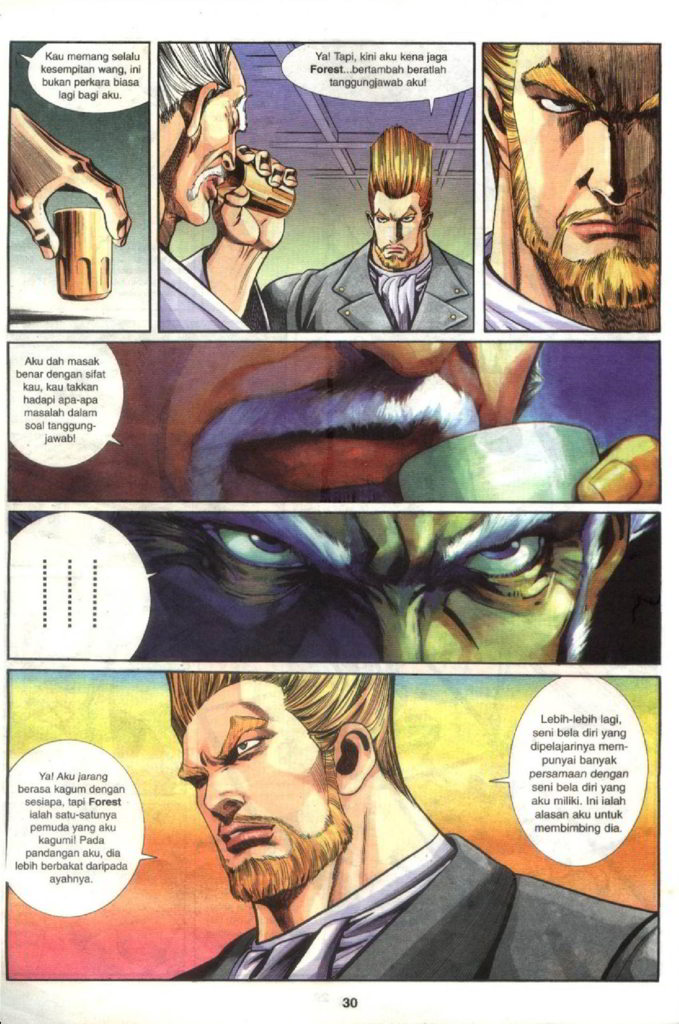 Kau memang selalu
kesempitan wang, ini
bukan perkara biasa
lagi bagi aku.
Ya! Tapi, kini aku kena jaga
Forest...bertambah beratlah
tanggungjawab aku!
Aku dah masak
benar dengan sifat
kau, kau takkan
hadapi apa-apa
masalah dalam
soal tanggung-
jawab!
Lebih-lebih lagi,
seni bela diri yang
dipelajarinya mem-
punyai banyak
persamaan dengan
seni bela diri yang
aku miliki. Ini ialah
alasan aku untuk
membimbing dia.
Ya! Aku jarang
berasa kagum dengan
sesiapa, tapi Forest
ialah satu-satunya
pemuda yang aku
kagumi! Pada
pandangan aku, dia
lebih berbakat daripada
ayahnya.
30